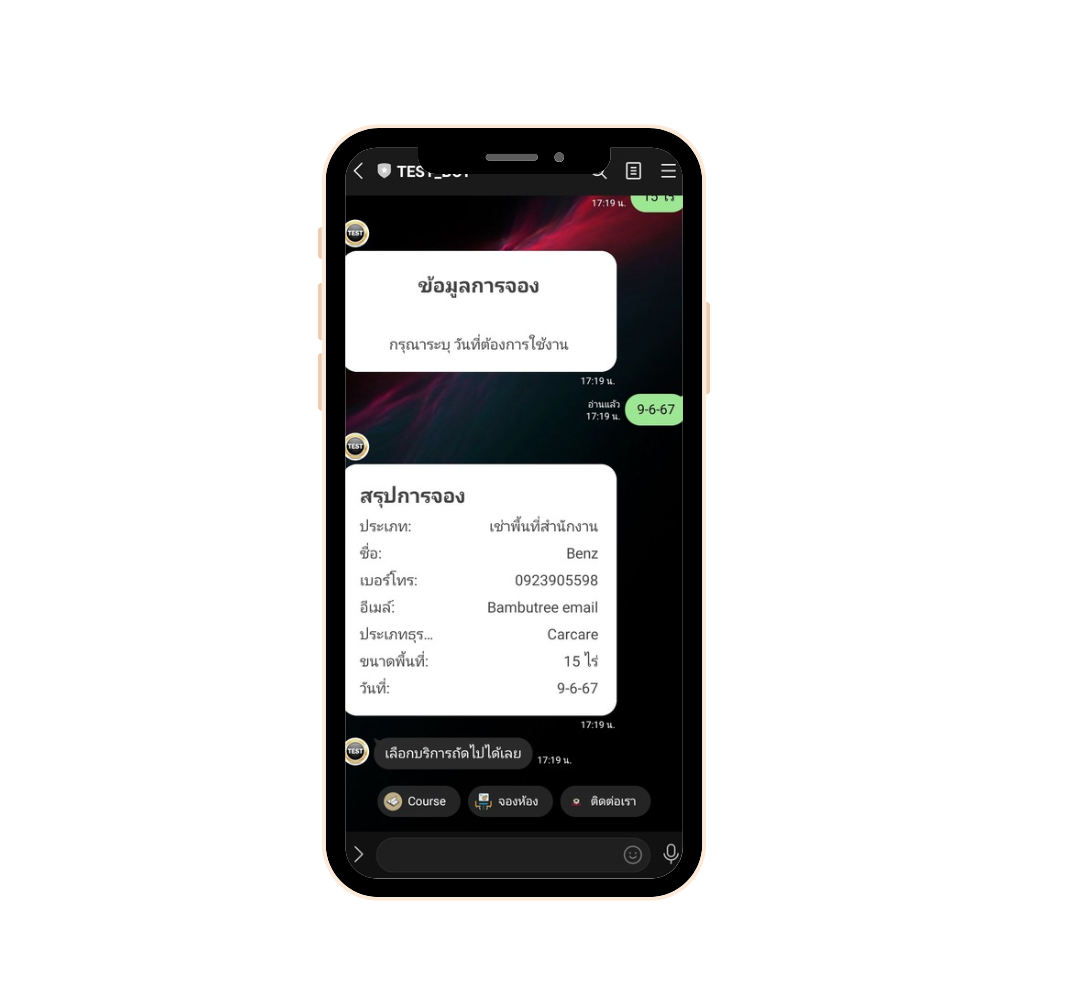 TEST_BOT
17:19 น. 15 ไร่
TEST
ข้อมูลการจอง
กรุณาระบุ วันที่ต้องการใช้งาน
17:19 น.
อ่านแล้ว
17:19 น. 9-6-67
TEST
สรุปการจอง
ประเภท: เช่าพื้นที่สำนักงาน
ชื่อ: Benz
เบอร์โทร: 0923905598
อีเมล์: Bambutree email
ประเภทธุร... Carcare
ขนาดพื้นที่: 15 ไร่
วันที่: 9-6-67
17:19 น.
TEST เลือกบริการถัดไปได้เลย 17:19 น.
Course จองห้อง ติดต่อเรา